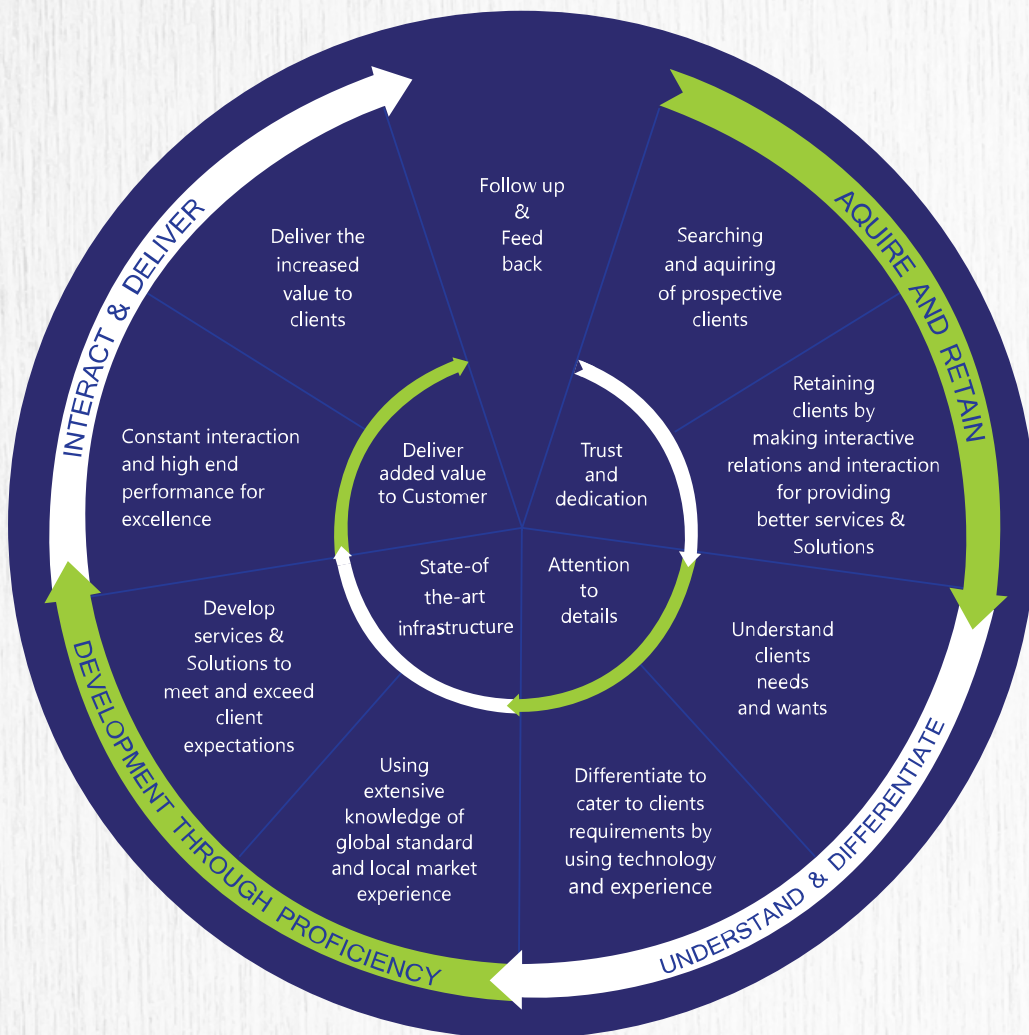 Follow up
&
Feed
back
AQUIRE AND RETAIN
Searching
and aquiring
of prospective
clients
Retaining
clients by
making interactive
relations and interaction
for providing
better services &
Solutions
UNDERSTAND & DIFFERENTIATE
Understand
clients
needs
and wants
Differentiate to
cater to clients
requirements by
using technology
and experience
DEVELOPMENT THROUGH PROFICIENCY
Using
extensive
knowledge of
global standard
and local market
experience
Develop
services &
Solutions to
meet and exceed
client
expectations
INTERACT & DELIVER
Constant interaction
and high end
performance for
excellence
Deliver the
increased
value to
clients
Trust
and
dedication
Attention
to
details
State-of
the-art
infrastructure
Deliver
added value
to Customer